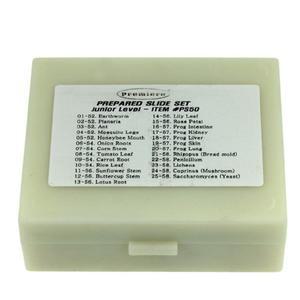 Premiere
PREPARED SLIDE SET
Junior Level - ITEM #PS50
01-52. Earthworm
02-52. Planaria
03-52. Ant
04-52. Mosquito Legs
05-52. Honeybee Mouth
06-54. Onion Roots
07-54. Corn Stem
08-54. Tomato Leaf
09-54. Carrot Root
10-54. Rice Leaf
11-56. Sunflower Stem
12-56. Buttercup Stem
13-56. Lotus Root
14-56. Lily Leaf
15-56. Rose Petal
16-57. Frog Intestine
17-57. Frog Kidney
18-57. Frog Liver
19-57. Frog Skin
20-57. Frog Lung
21-58. Rhizopus (Bread mold)
22-58. Penicillum
23-58. Lichen
24-58. Coprinus (Mushroom)
25-58. Saccharomyces (Yeast)